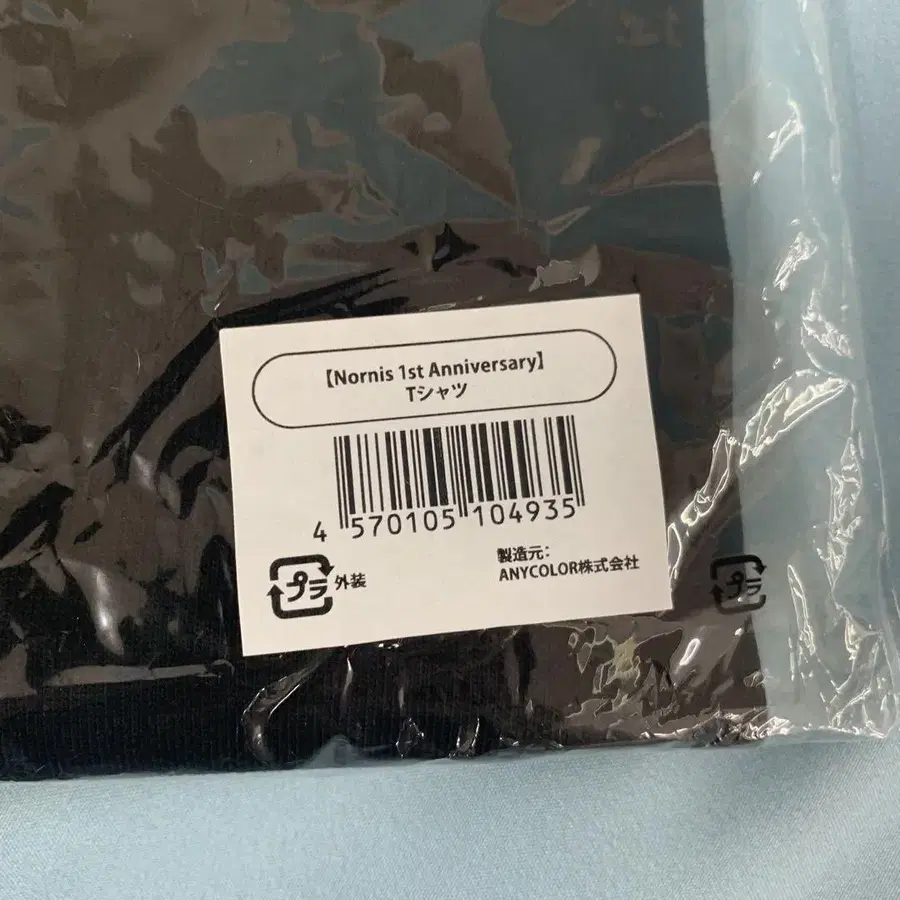 【Nornis 1st Anniversary】
Tシャツ
4 570105 104935
プラ 外装
製造元：
ANYCOLOR株式会社
プラ